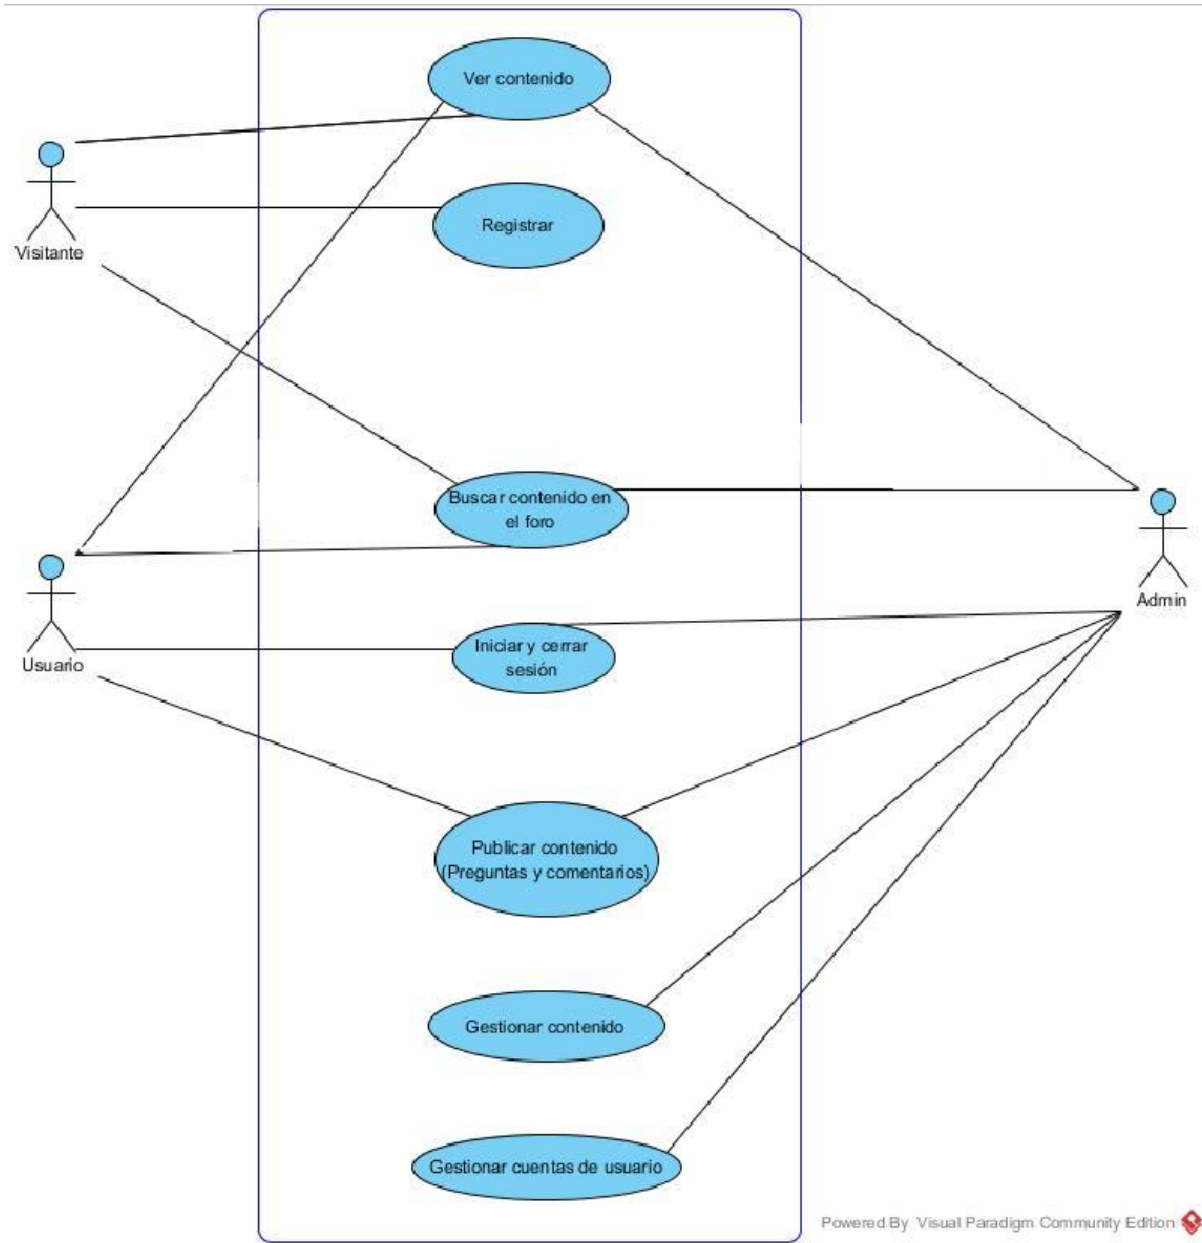 Ver contenido
Visitante
Registrar
Buscar contenido en
el foro
Usuario
Admin
Iniciar y cerrar
sesión
Publicar contenido
(Preguntas y comentarios)
Gestionar contenido
Gestionar cuentas de usuario
Powered By Visual Paradigm Community Edition